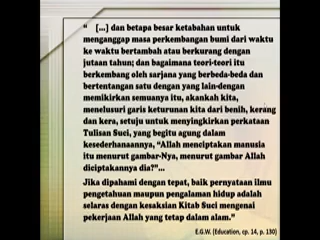 “ [...] dan betapa besar ketabahan untuk
menganggap masa perkembangan bumi dari waktu
ke waktu bertambah atau berkurang dengan
jutaan tahun; dan bagaimana teori-teori itu
berkembang oleh sarjana yang berbeda-beda dan
bertentangan satu dengan yang lain-dengan
memikirkan semuanya itu, akankah kita,
menelusuri garis keturunan kita dari benih, kerang
dan kera, setuju untuk menyingkirkan perkataan
Tulisan Suci, yang begitu agung dalam
kesederhanaannya, “Allah menciptakan manusia
itu menurut gambar-Nya, menurut gambar Allah
diciptakannya dia?”...
Jika dipahami dengan tepat, baik pernyataan ilmu
pengetahuan maupun pengalaman hidup adalah
selaras dengan kesaksian Kitab Suci mengenai
pekerjaan Allah yang tetap dalam alam.”
E.G.W. (Education, cp. 14, p. 130)